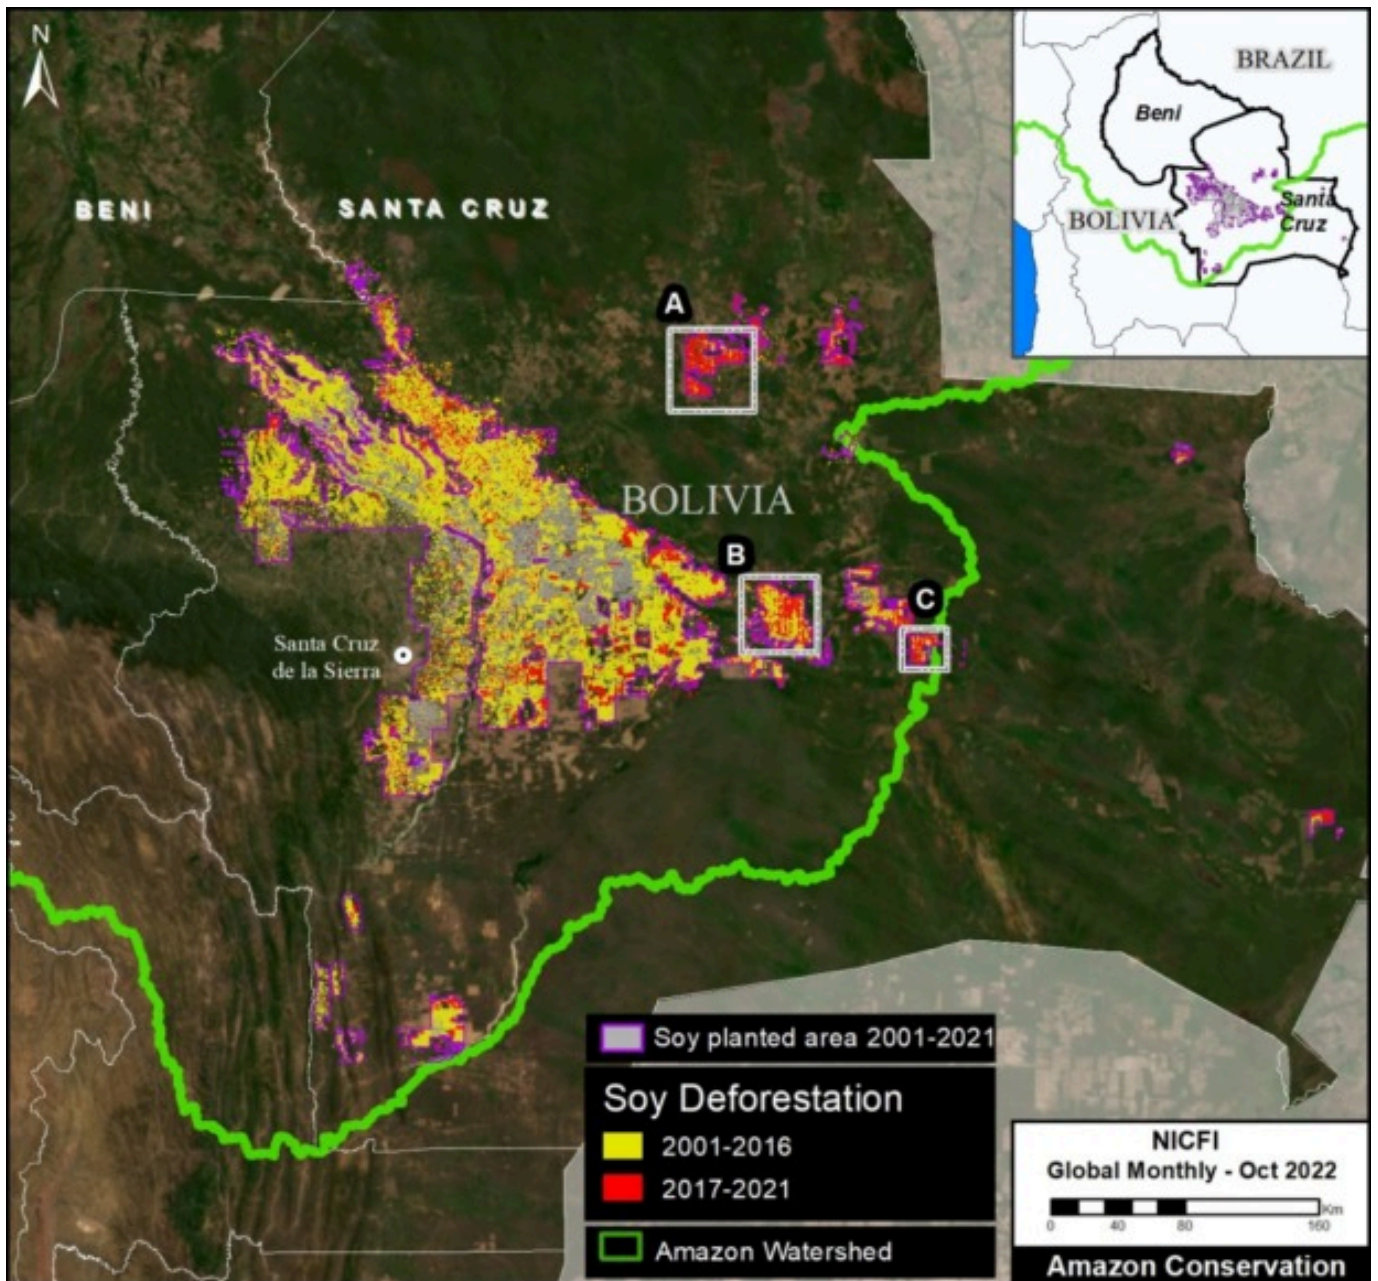 N
BENI
SANTA CRUZ
A
BOLIVIA
B
C
Santa Cruz
de la Sierra
BRAZIL
Beni
BOLIVIA
Santa
Cruz
Soy planted area 2001-2021
Soy Deforestation
2001-2016
2017-2021
Amazon Watershed
NICFI
Global Monthly - Oct 2022
Km
0 40 80 160
Amazon Conservation